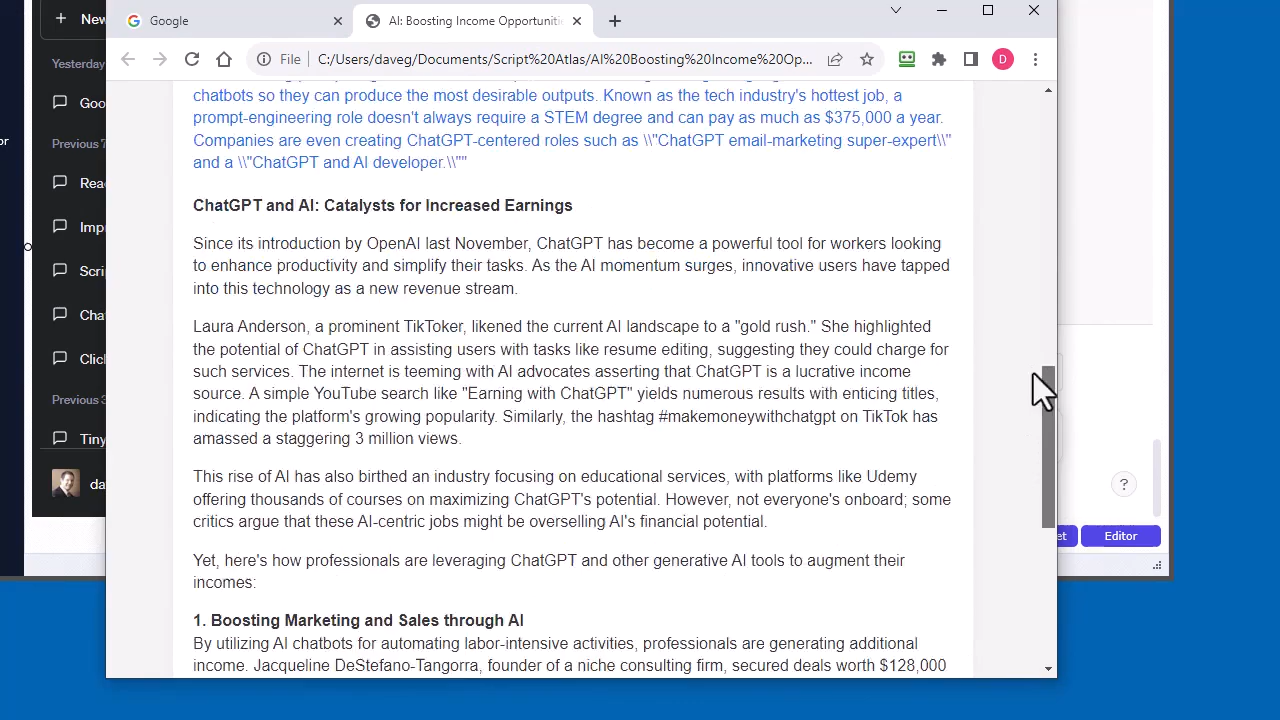 New
Yesterday
Goo
Previous 7
Rea
Imp
Scri
Cha
Clic
Previous 3
Tiny
da
or
Google
AI: Boosting Income Opportuniti
File
C:/Users/daveg/Documents/Script%20Atlas/AI%20Boosting%20Income%20Op...
D
chatbots so they can produce the most desirable outputs. Known as the tech industry's hottest job, a
prompt-engineering role doesn't always require a STEM degree and can pay as much as $375,000 a year.
Companies are even creating ChatGPT-centered roles such as \\"ChatGPT email-marketing super-expert\\"
and a \\"ChatGPT and AI developer.\\""
ChatGPT and AI: Catalysts for Increased Earnings
Since its introduction by OpenAI last November, ChatGPT has become a powerful tool for workers looking
to enhance productivity and simplify their tasks. As the AI momentum surges, innovative users have tapped
into this technology as a new revenue stream.
Laura Anderson, a prominent TikToker, likened the current AI landscape to a "gold rush." She highlighted
the potential of ChatGPT in assisting users with tasks like resume editing, suggesting they could charge for
such services. The internet is teeming with AI advocates asserting that ChatGPT is a lucrative income
source. A simple YouTube search like "Earning with ChatGPT" yields numerous results with enticing titles,
indicating the platform's growing popularity. Similarly, the hashtag #makemoneywithchatgpt on TikTok has
amassed a staggering 3 million views.
This rise of AI has also birthed an industry focusing on educational services, with platforms like Udemy
offering thousands of courses on maximizing ChatGPT's potential. However, not everyone's onboard; some
critics argue that these AI-centric jobs might be overselling AI's financial potential.
Yet, here's how professionals are leveraging ChatGPT and other generative AI tools to augment their
incomes:
1. Boosting Marketing and Sales through AI
By utilizing AI chatbots for automating labor-intensive activities, professionals are generating additional
income. Jacqueline DeStefano-Tangorra, founder of a niche consulting firm, secured deals worth $128,000
?
et
Editor